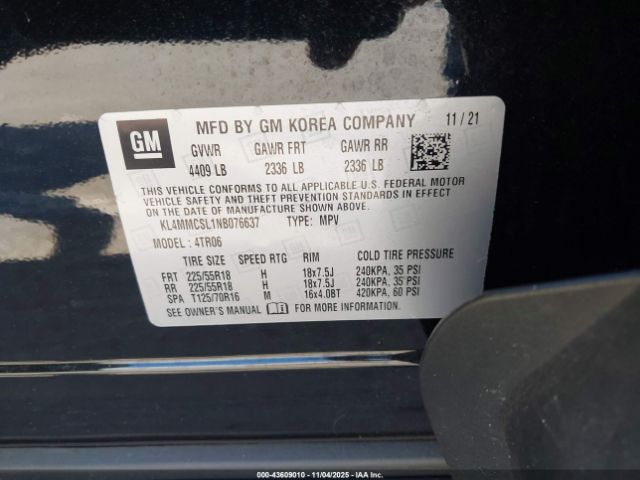 GM
MFD BY GM KOREA COMPANY 11/21
GVWR GAWR FRT GAWR RR
4409 LB 2336 LB 2336 LB
THIS VEHICLE CONFORMS TO ALL APPLICABLE U.S. FEDERAL MOTOR
VEHICLE SAFETY AND THEFT PREVENTION STANDARDS IN EFFECT
ON THE DATE OF MANUFACTURE SHOWN ABOVE.
KL4MMCSL1NB076637 TYPE: MPV
MODEL: 4TR06
TIRE SIZE SPEED RTG RIM COLD TIRE PRESSURE
FRT 225/55R18 H 18x7.5J 240KPA, 35 PSI
RR 225/55R18 H 18x7.5J 240KPA, 35 PSI
SPA T125/70R16 M 16x4.0BT 420KPA, 60 PSI
SEE OWNER'S MANUAL FOR MORE INFORMATION.
000-43609010 - 11/04/2025 - IAAI Inc.